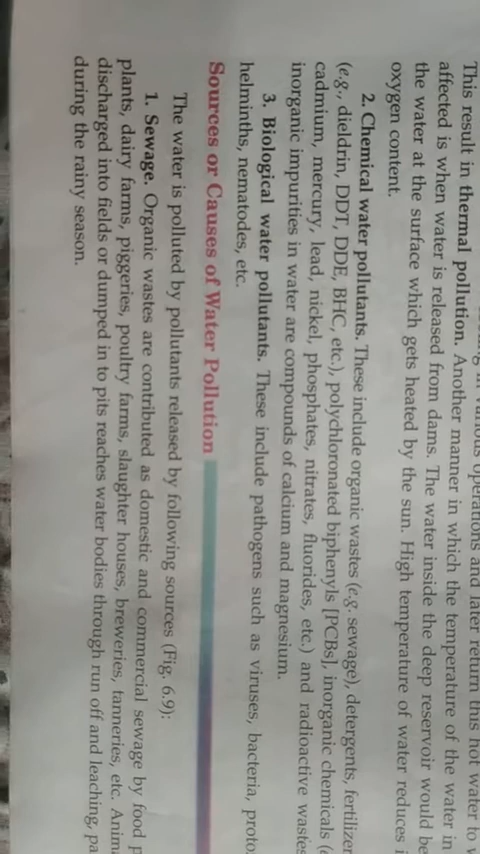 various operations and later return this hot water to
This result in thermal pollution. Another manner in which the temperature of the water in
affected is when water is released from dams. The water inside the deep reservoir would be
the water at the surface which gets heated by the sun. High temperature of water reduces
oxygen content.
2. Chemical water pollutants. These include organic wastes (e.g. sewage), detergents, fertilizer
(e.g., dieldrin, DDT, DDE, BHC, etc.), polychloronated biphenyls [PCBs], inorganic chemicals
cadmium, mercury, lead, nickel, phosphates, nitrates, fluorides, etc.) and radioactive wastes
inorganic impurities in water are compounds of calcium and magnesium.
3. Biological water pollutants. These include pathogens such as viruses, bacteria,
helminths, nematodes, etc.
Sources or Causes of Water Pollution
The water is polluted by pollutants released by following sources (Fig. 6.9):
1. Sewage. Organic wastes are contributed as domestic and commercial sewage by food
plants, dairy farms, piggeries, poultry farms, slaughter houses, breweries, tanneries, etc.
discharged into fields or dumped in to pits reaches water bodies through run off and leaching,
during the rainy season.